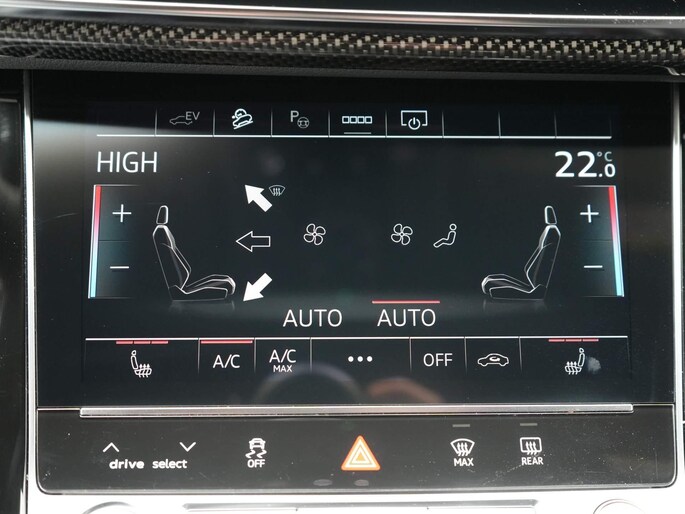 EV
P
HIGH
22.0 °C
+
+
−
−
AUTO
AUTO
A/C
A/C MAX
•••
OFF
drive select
OFF
MAX
REAR